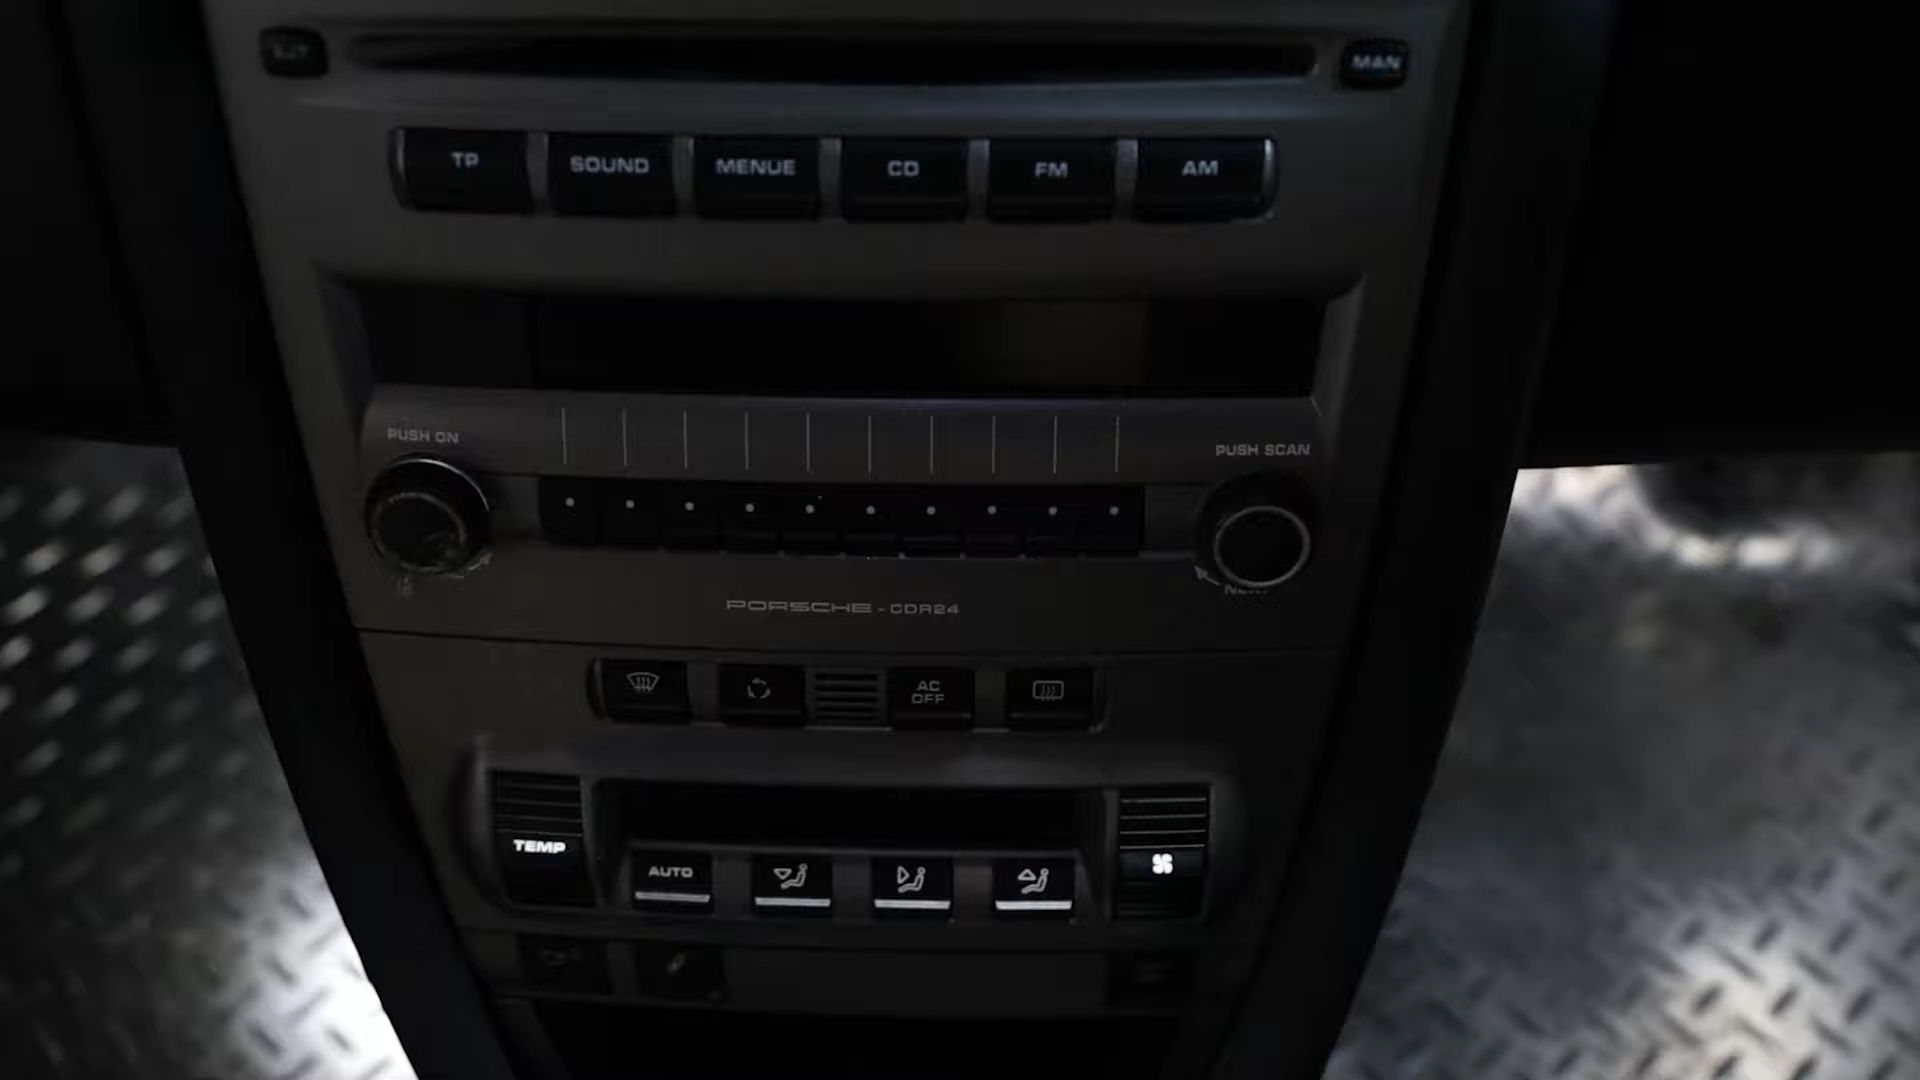 MAN
TP SOUND MENUE CD FM AM
PUSH ON
PUSH SCAN
PORSCHE - CDR24
AC
OFF
TEMP
AUTO